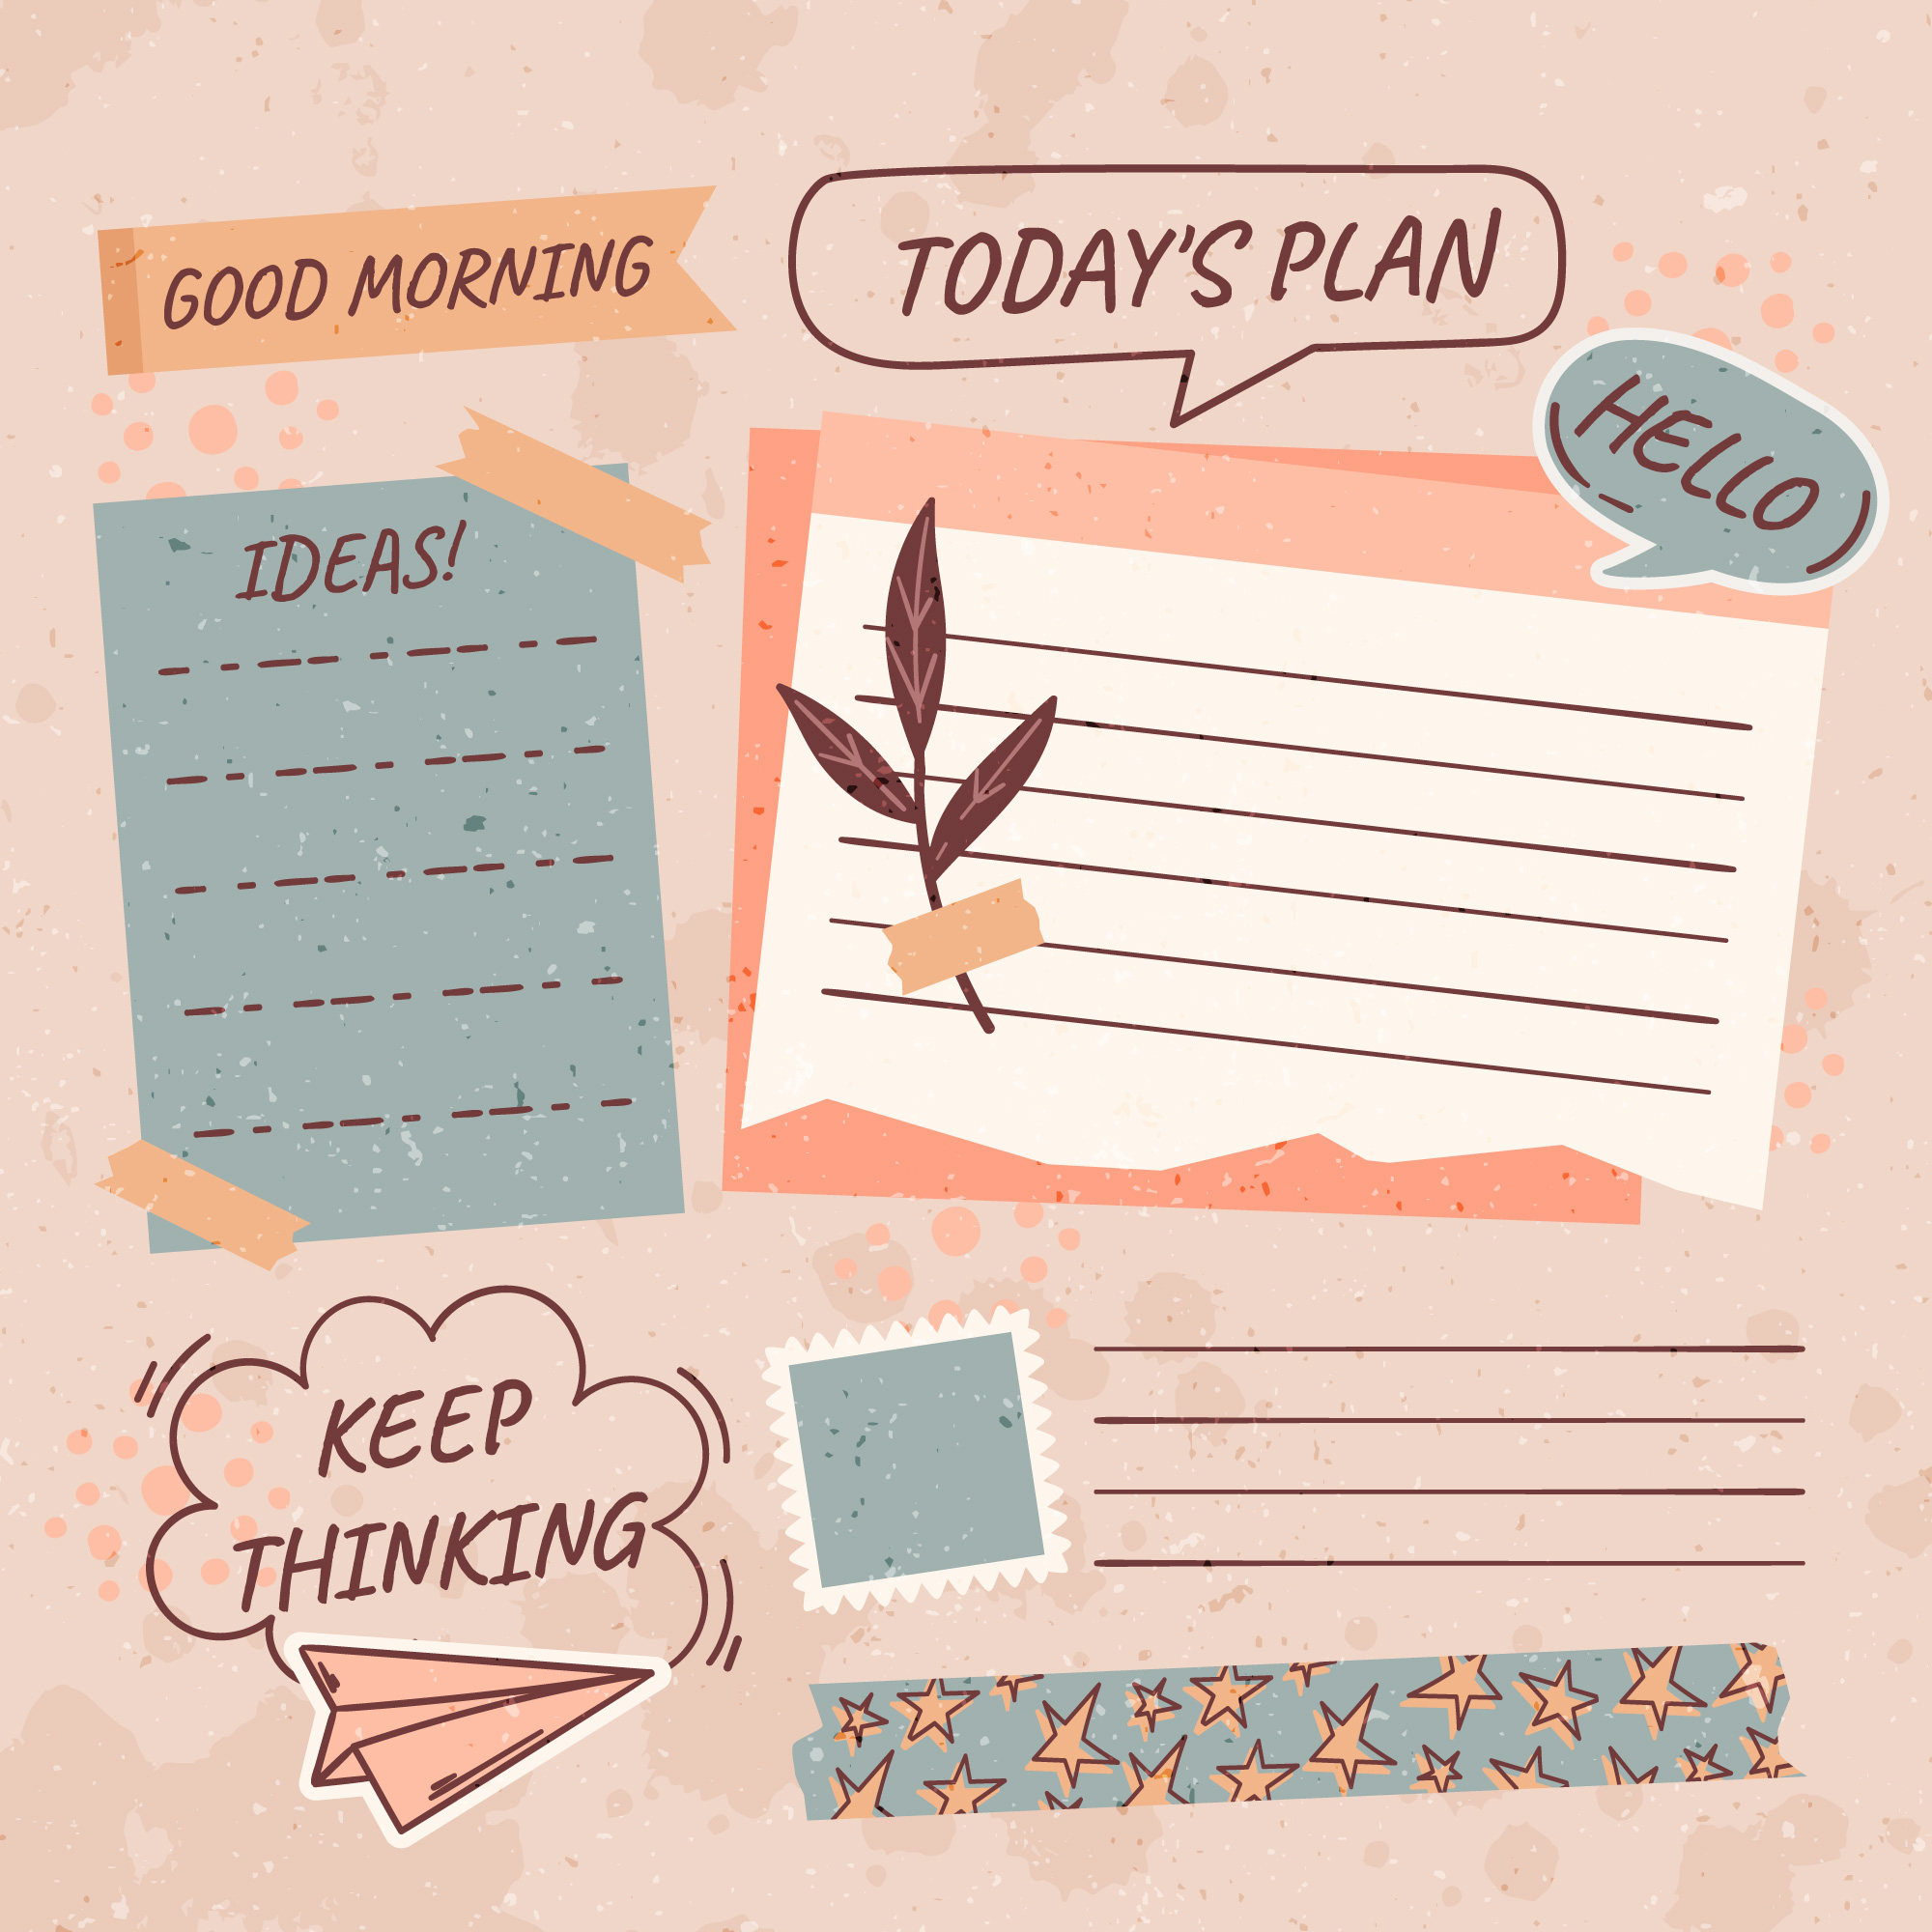 GOOD MORNING
TODAY'S PLAN
HELLO
IDEAS!
KEEP
THINKING